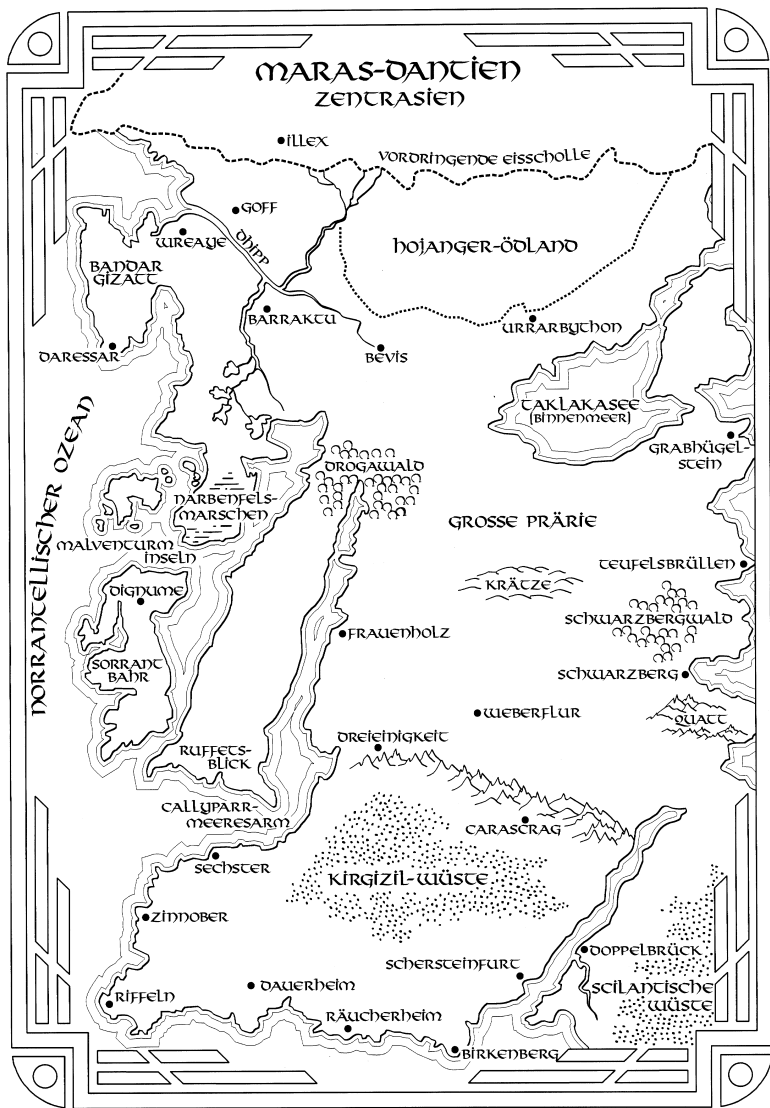 MARAS-DANTIEN
ZENTRASIEN
ILLEX
VORDRINGENDE EISSCHOLLE
GOFF
WREAYE
DHIPP
HOJANGER-ÖDLAND
BANDAR
GIZATT
BARRAKTU
URRARBYTHON
DARESSAR
BEVIS
TAKLAKASEE
(BINNENMEER)
GRABHÜGEL-
STEIN
NORRANTELLISCHER OZEAN
DROGAWALD
NARBENFELS-
MARSCHEN
GROSSE PRÄRIE
MALVENTURM
INSELN
TEUFELSBRÜLLEN
KRÄTZE
DIGNUME
SCHWARZBERGWALD
FRAUENHOLZ
SORRANT
BAHR
SCHWARZBERG
WEBERFLUR
QUATT
DREIEINIGKEIT
RUFFETS-
BLICK
CALLYPARR-
MEERESARM
CARASCRAG
SECHSTER
KIRGIZIL-WÜSTE
ZINNOBER
DOPPELBRÜCK
SCHERSTEINFURT
DAUERHEIM
SCILANTISCHE
WÜSTE
RIFFELN
RÄUCHERHEIM
BIRKENBERG